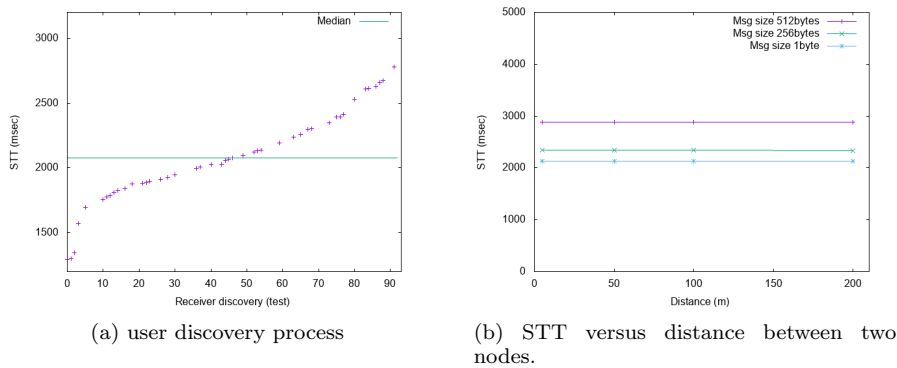 Median
3000
2500
2000
1500
STT (msec)
0 10 20 30 40 50 60 70 80 90
Receiver discovery (test)
(a) user discovery process
Msg size 512bytes
Msg size 256bytes
Msg size 1byte
5000
4000
3000
2000
1000
0
STT (msec)
0 50 100 150 200
Distance (m)
(b) STT versus distance between two
nodes.